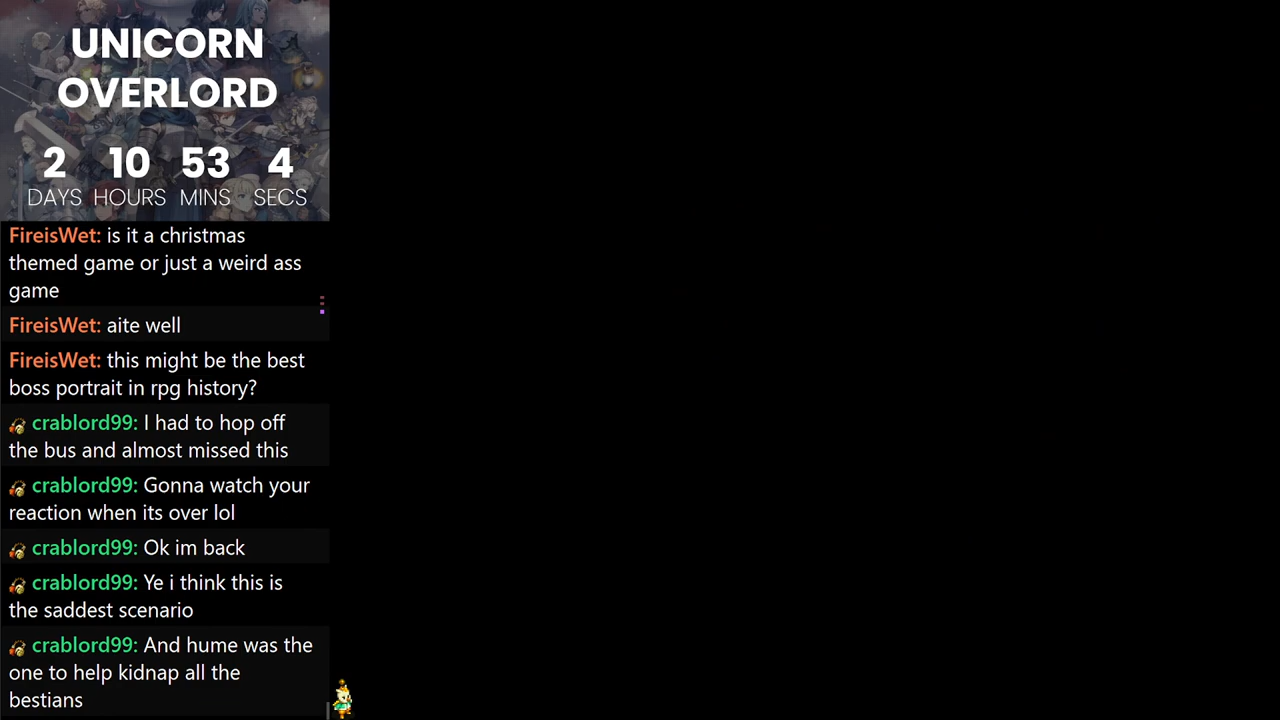 UNICORN
OVERLORD
2 10 53 4
DAYS HOURS MINS SECS
FireisWet: is it a christmas
themed game or just a weird ass
game
FireisWet: aite well
FireisWet: this might be the best
boss portrait in rpg history?
crablord99: I had to hop off
the bus and almost missed this
crablord99: Gonna watch your
reaction when its over lol
crablord99: Ok im back
crablord99: Ye i think this is
the saddest scenario
crablord99: And hume was the
one to help kidnap all the
bestians